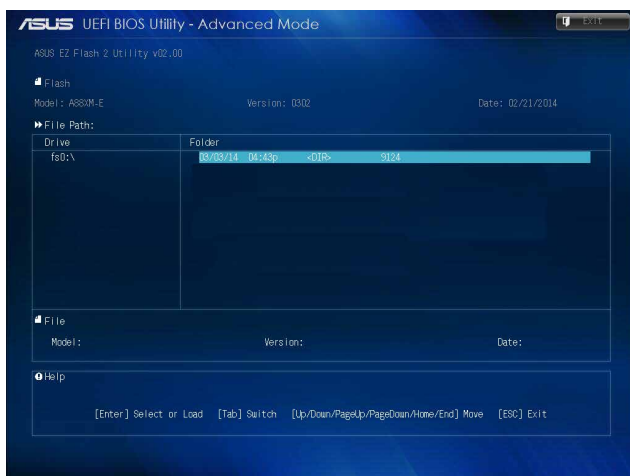 ASUS UEFI BIOS Utility - Advanced Mode
Exit
ASUS EZ Flash 2 Utility v02.00
Flash
Model: A88XM-E Version: 0302 Date: 02/21/2014
File Path:
Drive Folder
fs0:\ 03/03/14 04:43p <DIR> 9124
File
Model: Version: Date:
Help
[Enter] Select or Load [Tab] Switch [Up/Down/PageUp/PageDown/Home/End] Move [ESC] Exit